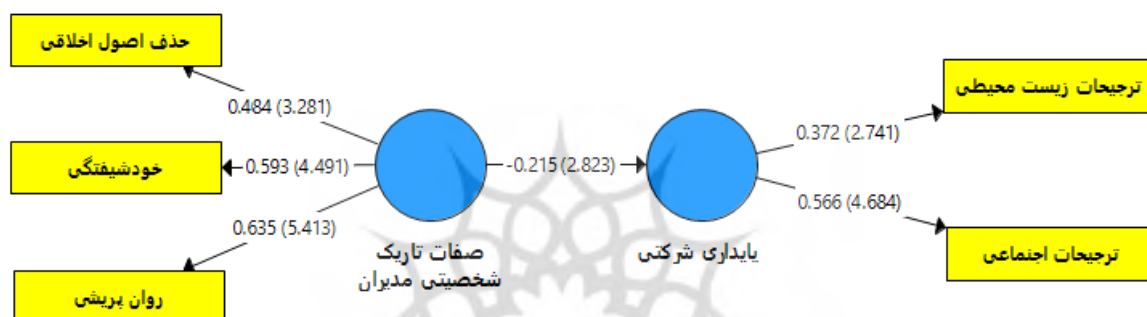 حذف اصول اخلاقی
ترجیحات زیست محیطی
0.484 (3.281)
0.372 (2.741)
خودشیفتگی
0.593 (4.491)
-0.215 (2.823)
0.566 (4.684)
0.635 (5.413)
صفات تاریک
شخصیتی مدیران
پایداری شرکتی
ترجیحات اجتماعی
روان پریشی